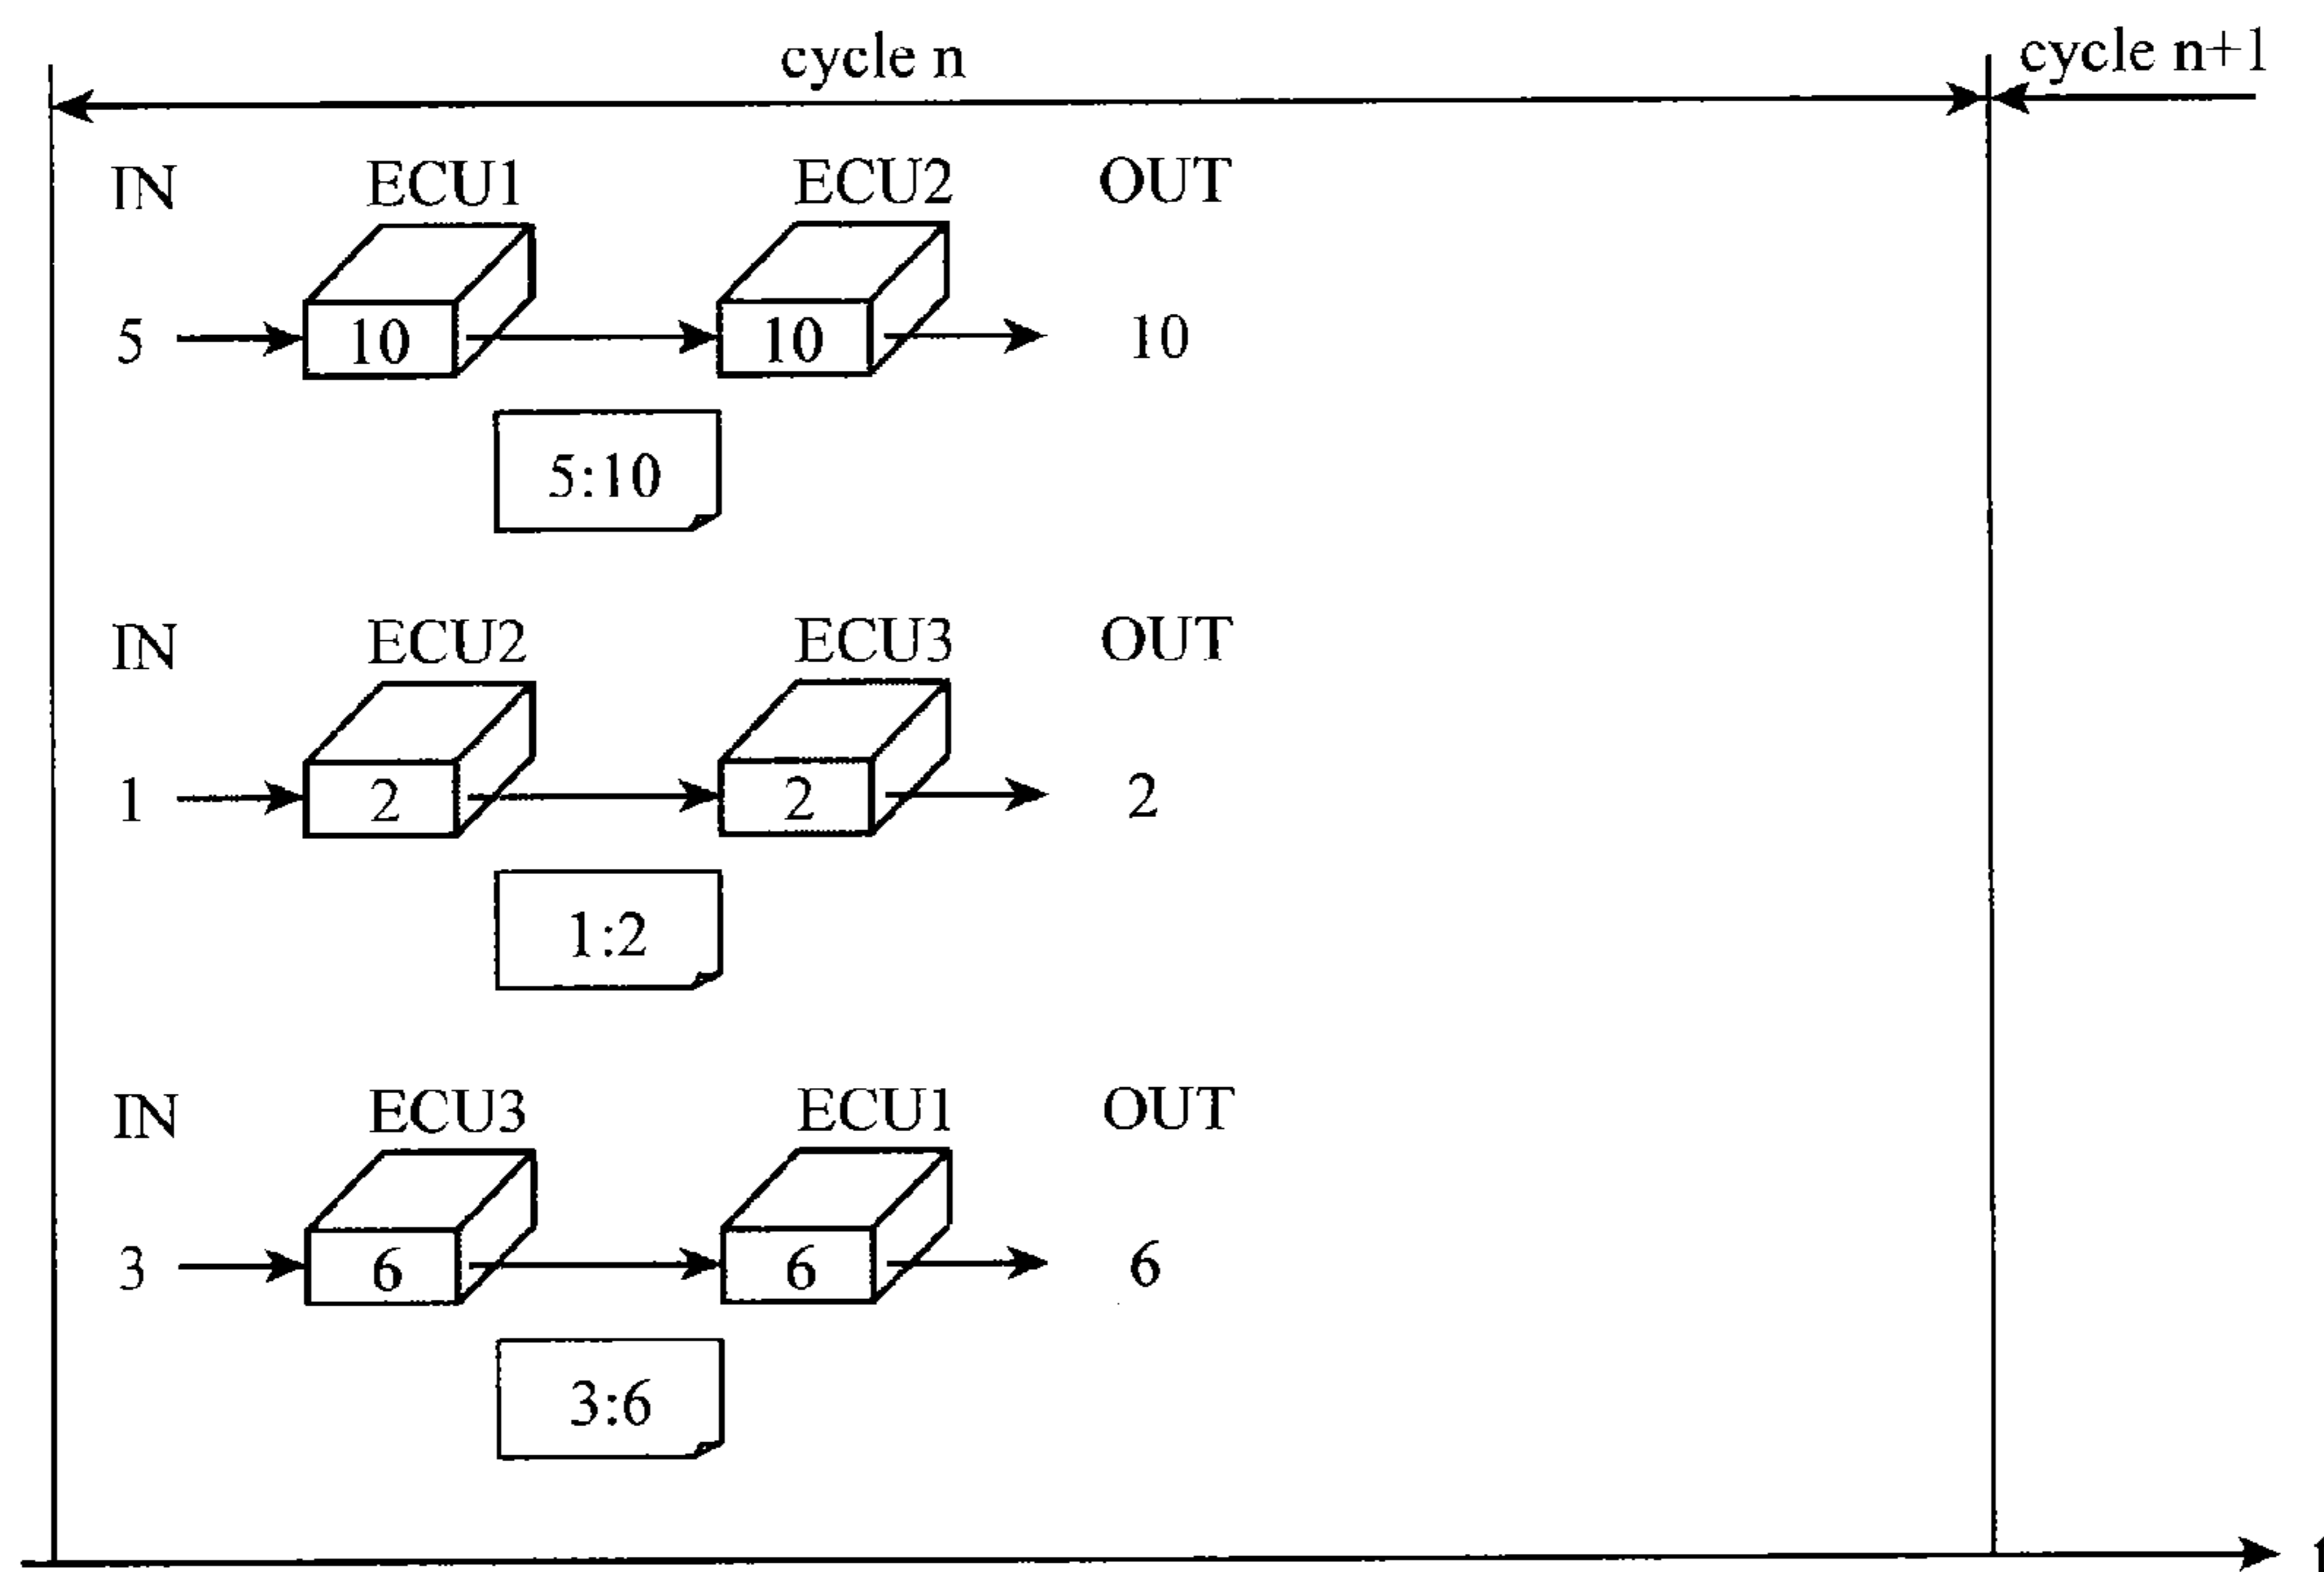 cycle n
cycle n+1
IN ECU1 ECU2 OUT
5 10 10 10
5:10
IN ECU2 ECU3 OUT
1 2 2 2
1:2
IN ECU3 ECU1 OUT
3 6 6 6
3:6